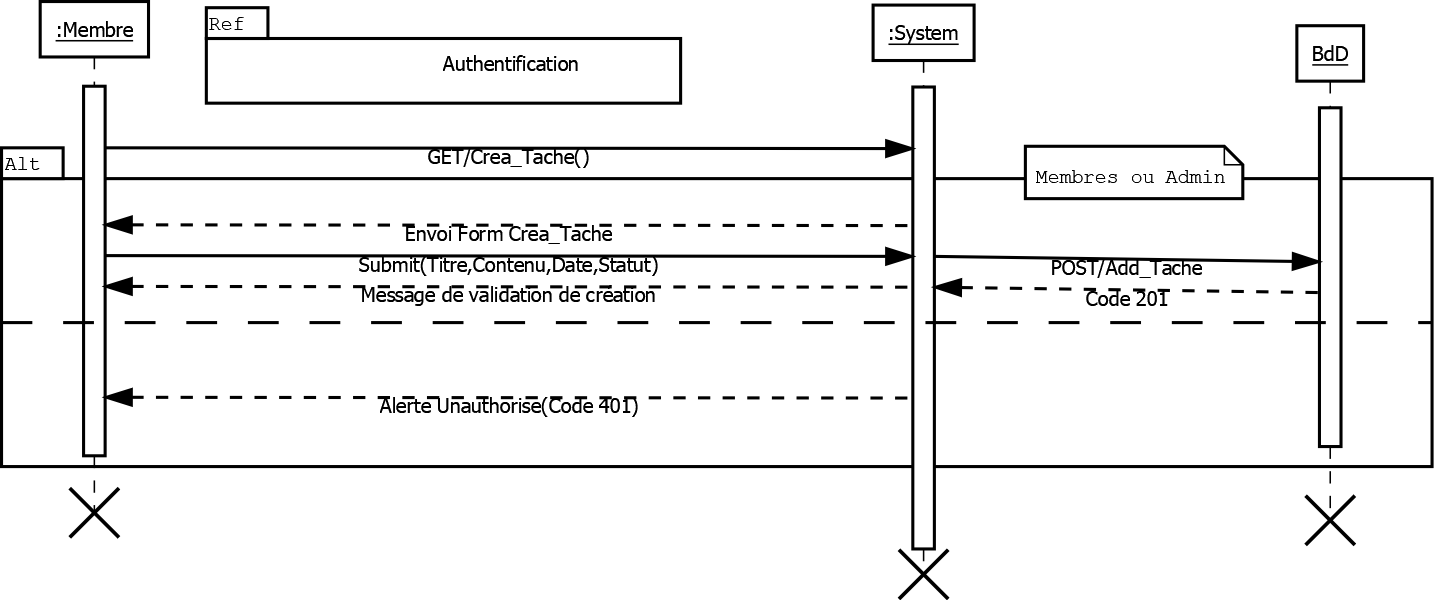 :Membre
Ref
Authentification
:System
BdD
GET/Crea_Tache()
Alt
Membres ou Admin
Envoi Form Crea_Tache
Submit(Titre,Contenu,Date,Statut)
POST/Add_Tache
Message de validation de création
Code 201
Alerte Unauthorise(Code 401)